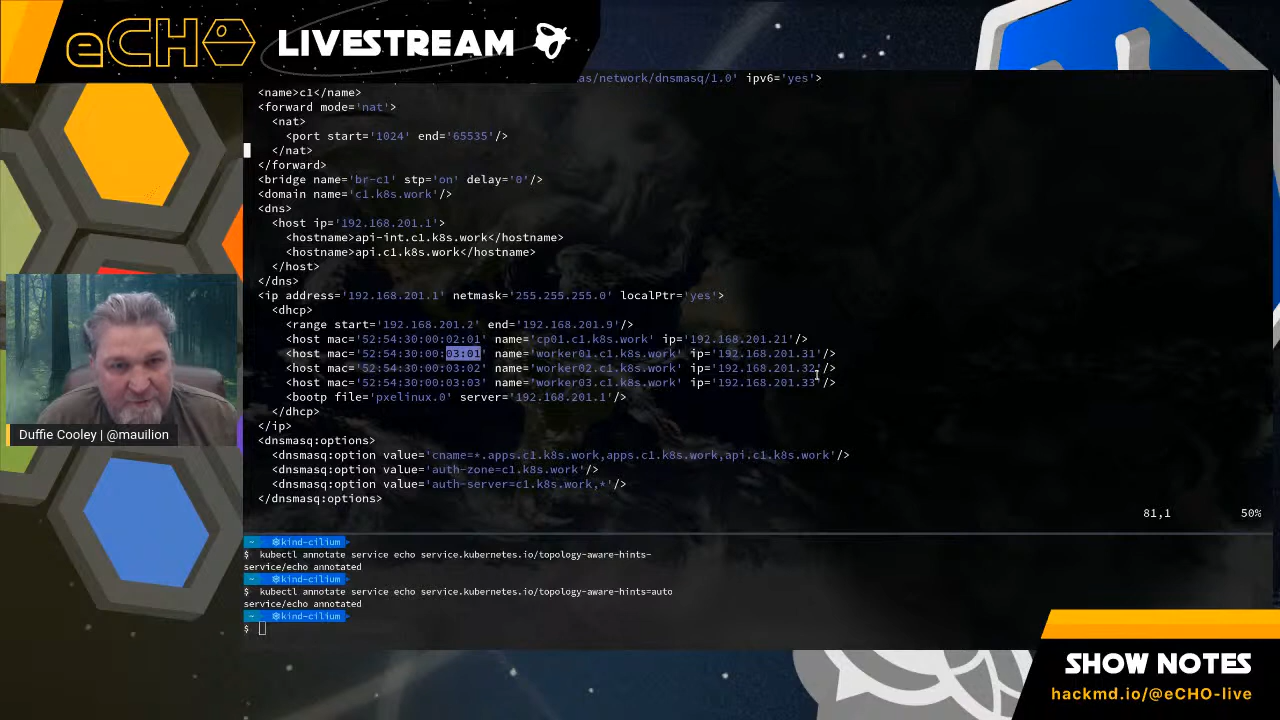 eCHO LIVESTREAM
as/network/dnsmasq/1.0' ipv6='yes'>
<name>c1</name>
<forward mode='nat'>
<nat>
<port start='1024' end='65535'/>
</nat>
</forward>
<bridge name='br-c1' stp='on' delay='0'/>
<domain name='c1.k8s.work'/>
<dns>
<host ip='192.168.201.1'>
<hostname>api-int.c1.k8s.work</hostname>
<hostname>api.c1.k8s.work</hostname>
</host>
</dns>
<ip address='192.168.201.1' netmask='255.255.255.0' localPtr='yes'>
<dhcp>
<range start='192.168.201.2' end='192.168.201.9'/>
<host mac='52:54:30:00:02:01' name='cp01.c1.k8s.work' ip='192.168.201.21'/>
<host mac='52:54:30:00:03:01' name='worker01.c1.k8s.work' ip='192.168.201.31'/>
<host mac='52:54:30:00:03:02' name='worker02.c1.k8s.work' ip='192.168.201.32'/>
<host mac='52:54:30:00:03:03' name='worker03.c1.k8s.work' ip='192.168.201.33'/>
<bootp file='pxelinux.0' server='192.168.201.1'/>
</dhcp>
</ip>
<dnsmasq:options>
<dnsmasq:option value='cname=*.apps.c1.k8s.work,apps.c1.k8s.work,api.c1.k8s.work'/>
<dnsmasq:option value='auth-zone=c1.k8s.work'/>
<dnsmasq:option value='auth-server=c1.k8s.work,*'/>
</dnsmasq:options>
81,1 50%
Duffie Cooley | @mauilion
~ ⎈kind-cilium
$ kubectl annotate service echo service.kubernetes.io/topology-aware-hints-
service/echo annotated
~ ⎈kind-cilium
$ kubectl annotate service echo service.kubernetes.io/topology-aware-hints=auto
service/echo annotated
~ ⎈kind-cilium
$
SHOW NOTES
hackmd.io/@eCHO-live